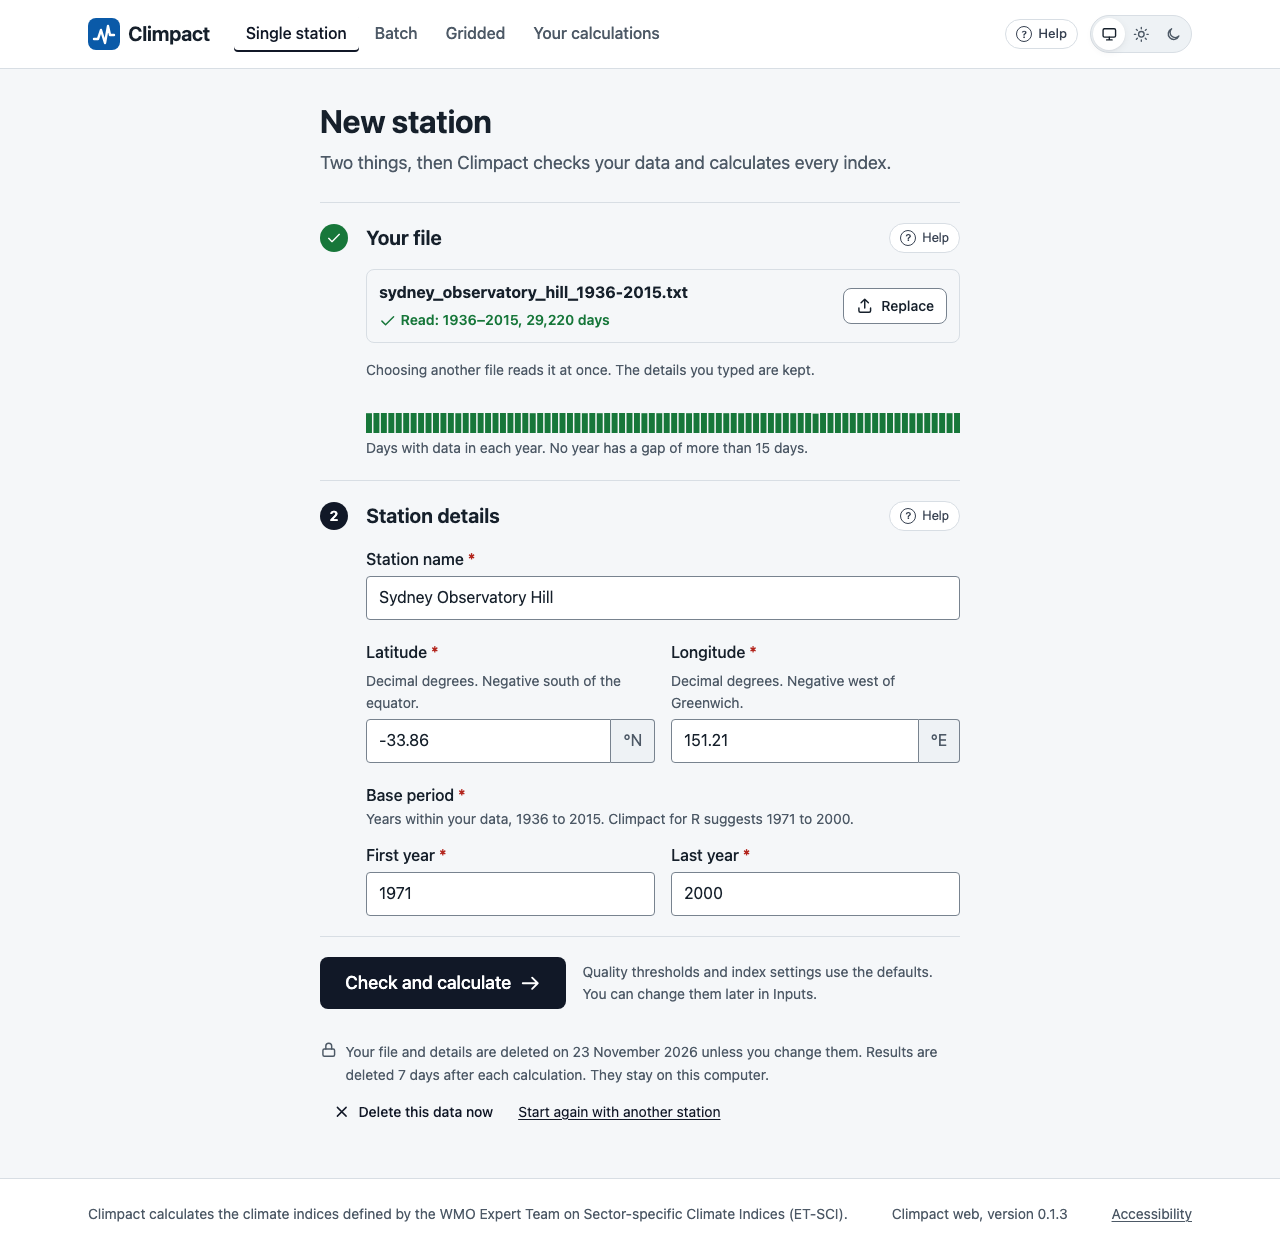 Climpact
Single station
Batch
Gridded
Your calculations
Help
New station
Two things, then Climpact checks your data and calculates every index.
Your file
Help
sydney_observatory_hill_1936-2015.txt
Read: 1936–2015, 29,220 days
Replace
Choosing another file reads it at once. The details you typed are kept.
Days with data in each year. No year has a gap of more than 15 days.
2
Station details
Help
Station name *
Sydney Observatory Hill
Latitude *
Decimal degrees. Negative south of the
equator.
-33.86
°N
Longitude *
Decimal degrees. Negative west of
Greenwich.
151.21
°E
Base period *
Years within your data, 1936 to 2015. Climpact for R suggests 1971 to 2000.
First year *
1971
Last year *
2000
Check and calculate
Quality thresholds and index settings use the defaults.
You can change them later in Inputs.
Your file and details are deleted on 23 November 2026 unless you change them. Results are
deleted 7 days after each calculation. They stay on this computer.
Delete this data now
Start again with another station
Climpact calculates the climate indices defined by the WMO Expert Team on Sector-specific Climate Indices (ET-SCI).
Climpact web, version 0.1.3
Accessibility